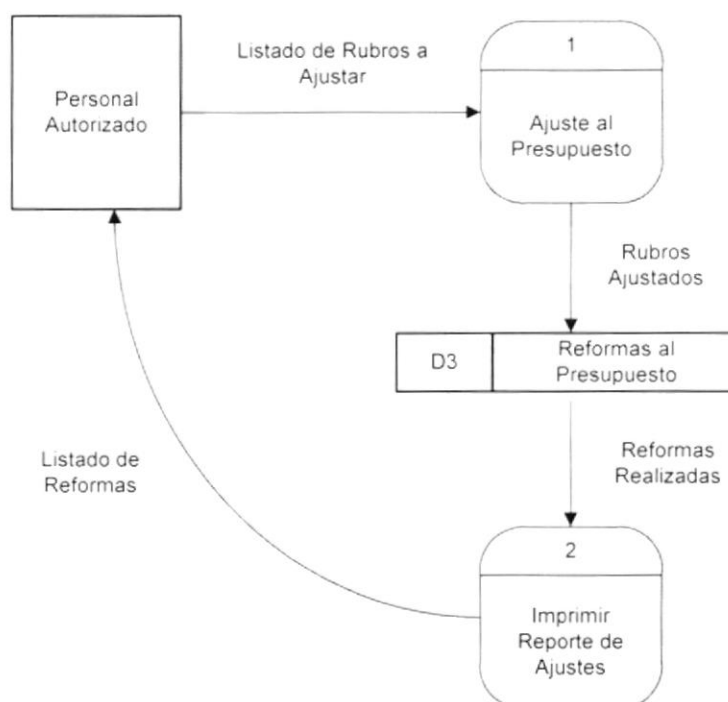 Listado de Rubros a
Ajustar
Personal
Autorizado
1
Ajuste al
Presupuesto
Rubros
Ajustados
D3
Reformas al
Presupuesto
Reformas
Realizadas
Listado de
Reformas
2
Imprimir
Reporte de
Ajustes